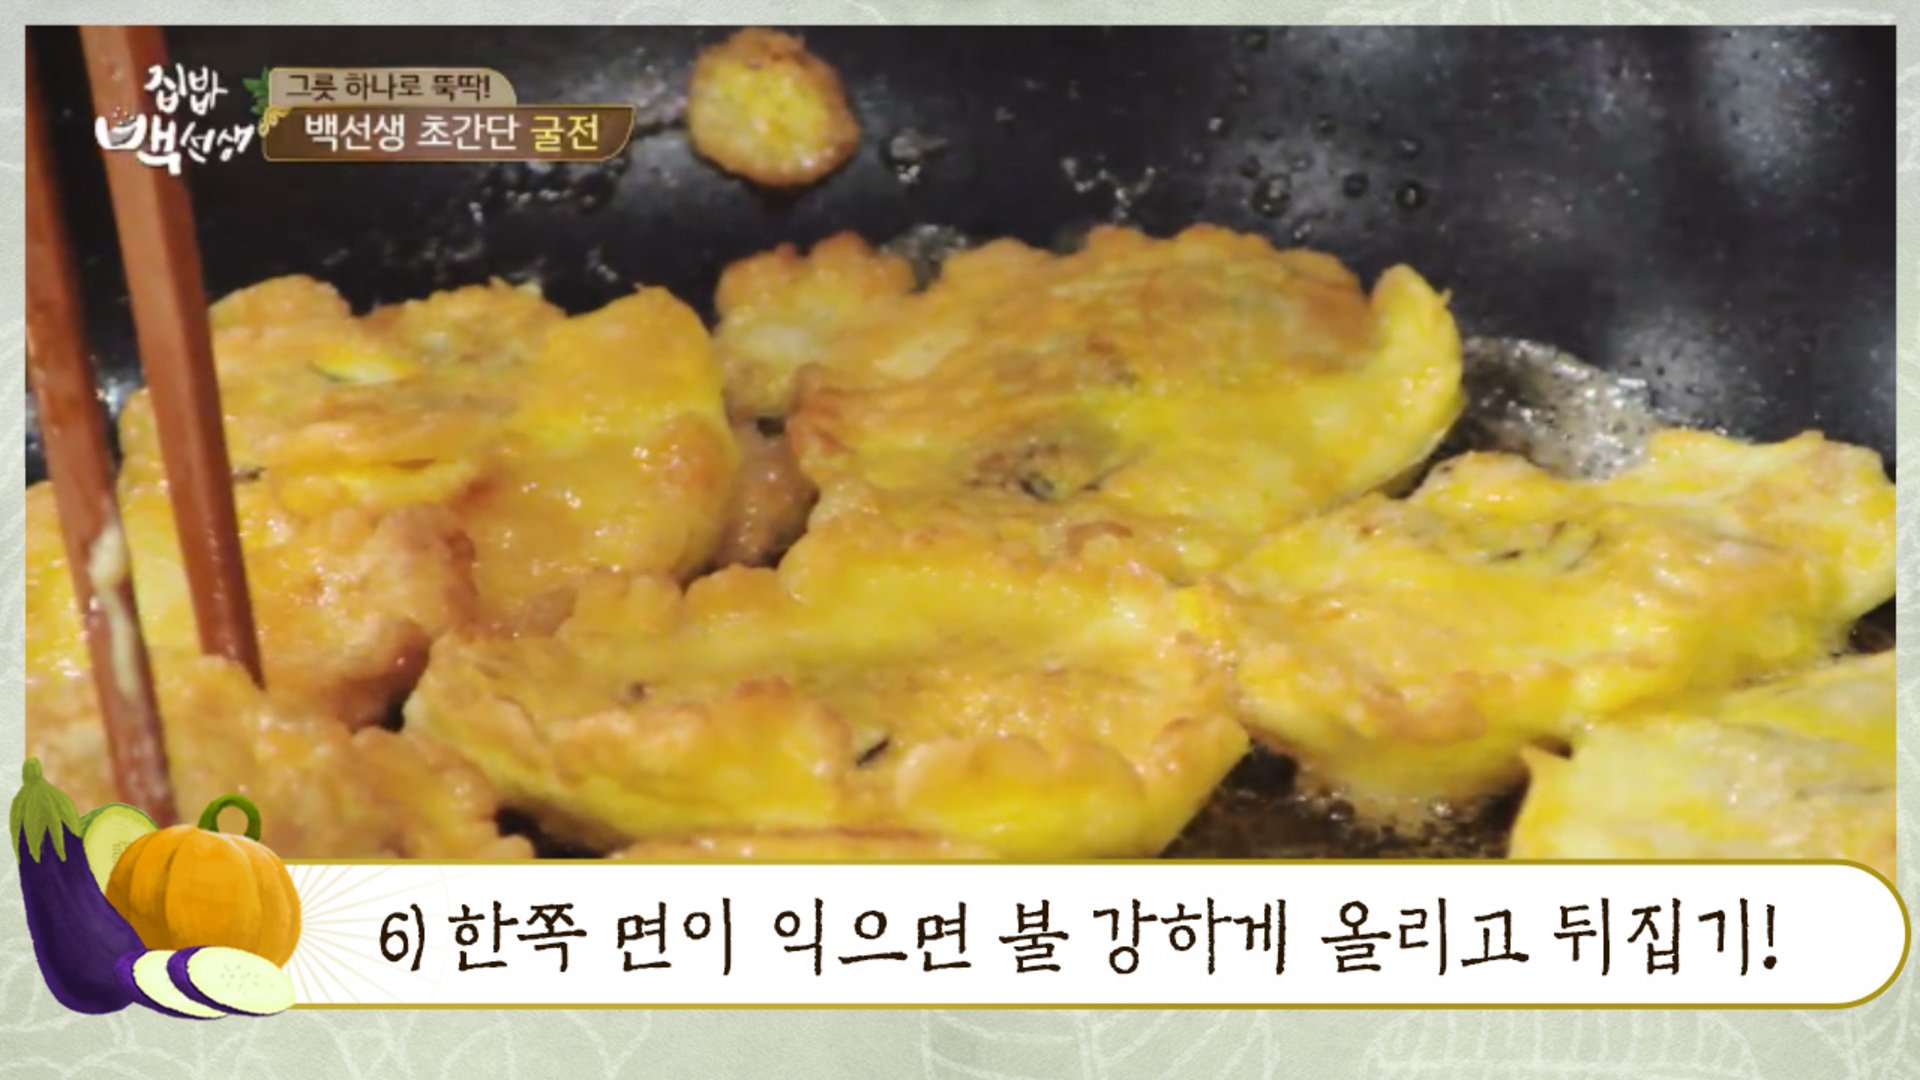 집밥
백선생
그릇 하나로 뚝딱!
백선생 초간단 굴전
6) 한쪽 면이 익으면 불 강하게 올리고 뒤집기!